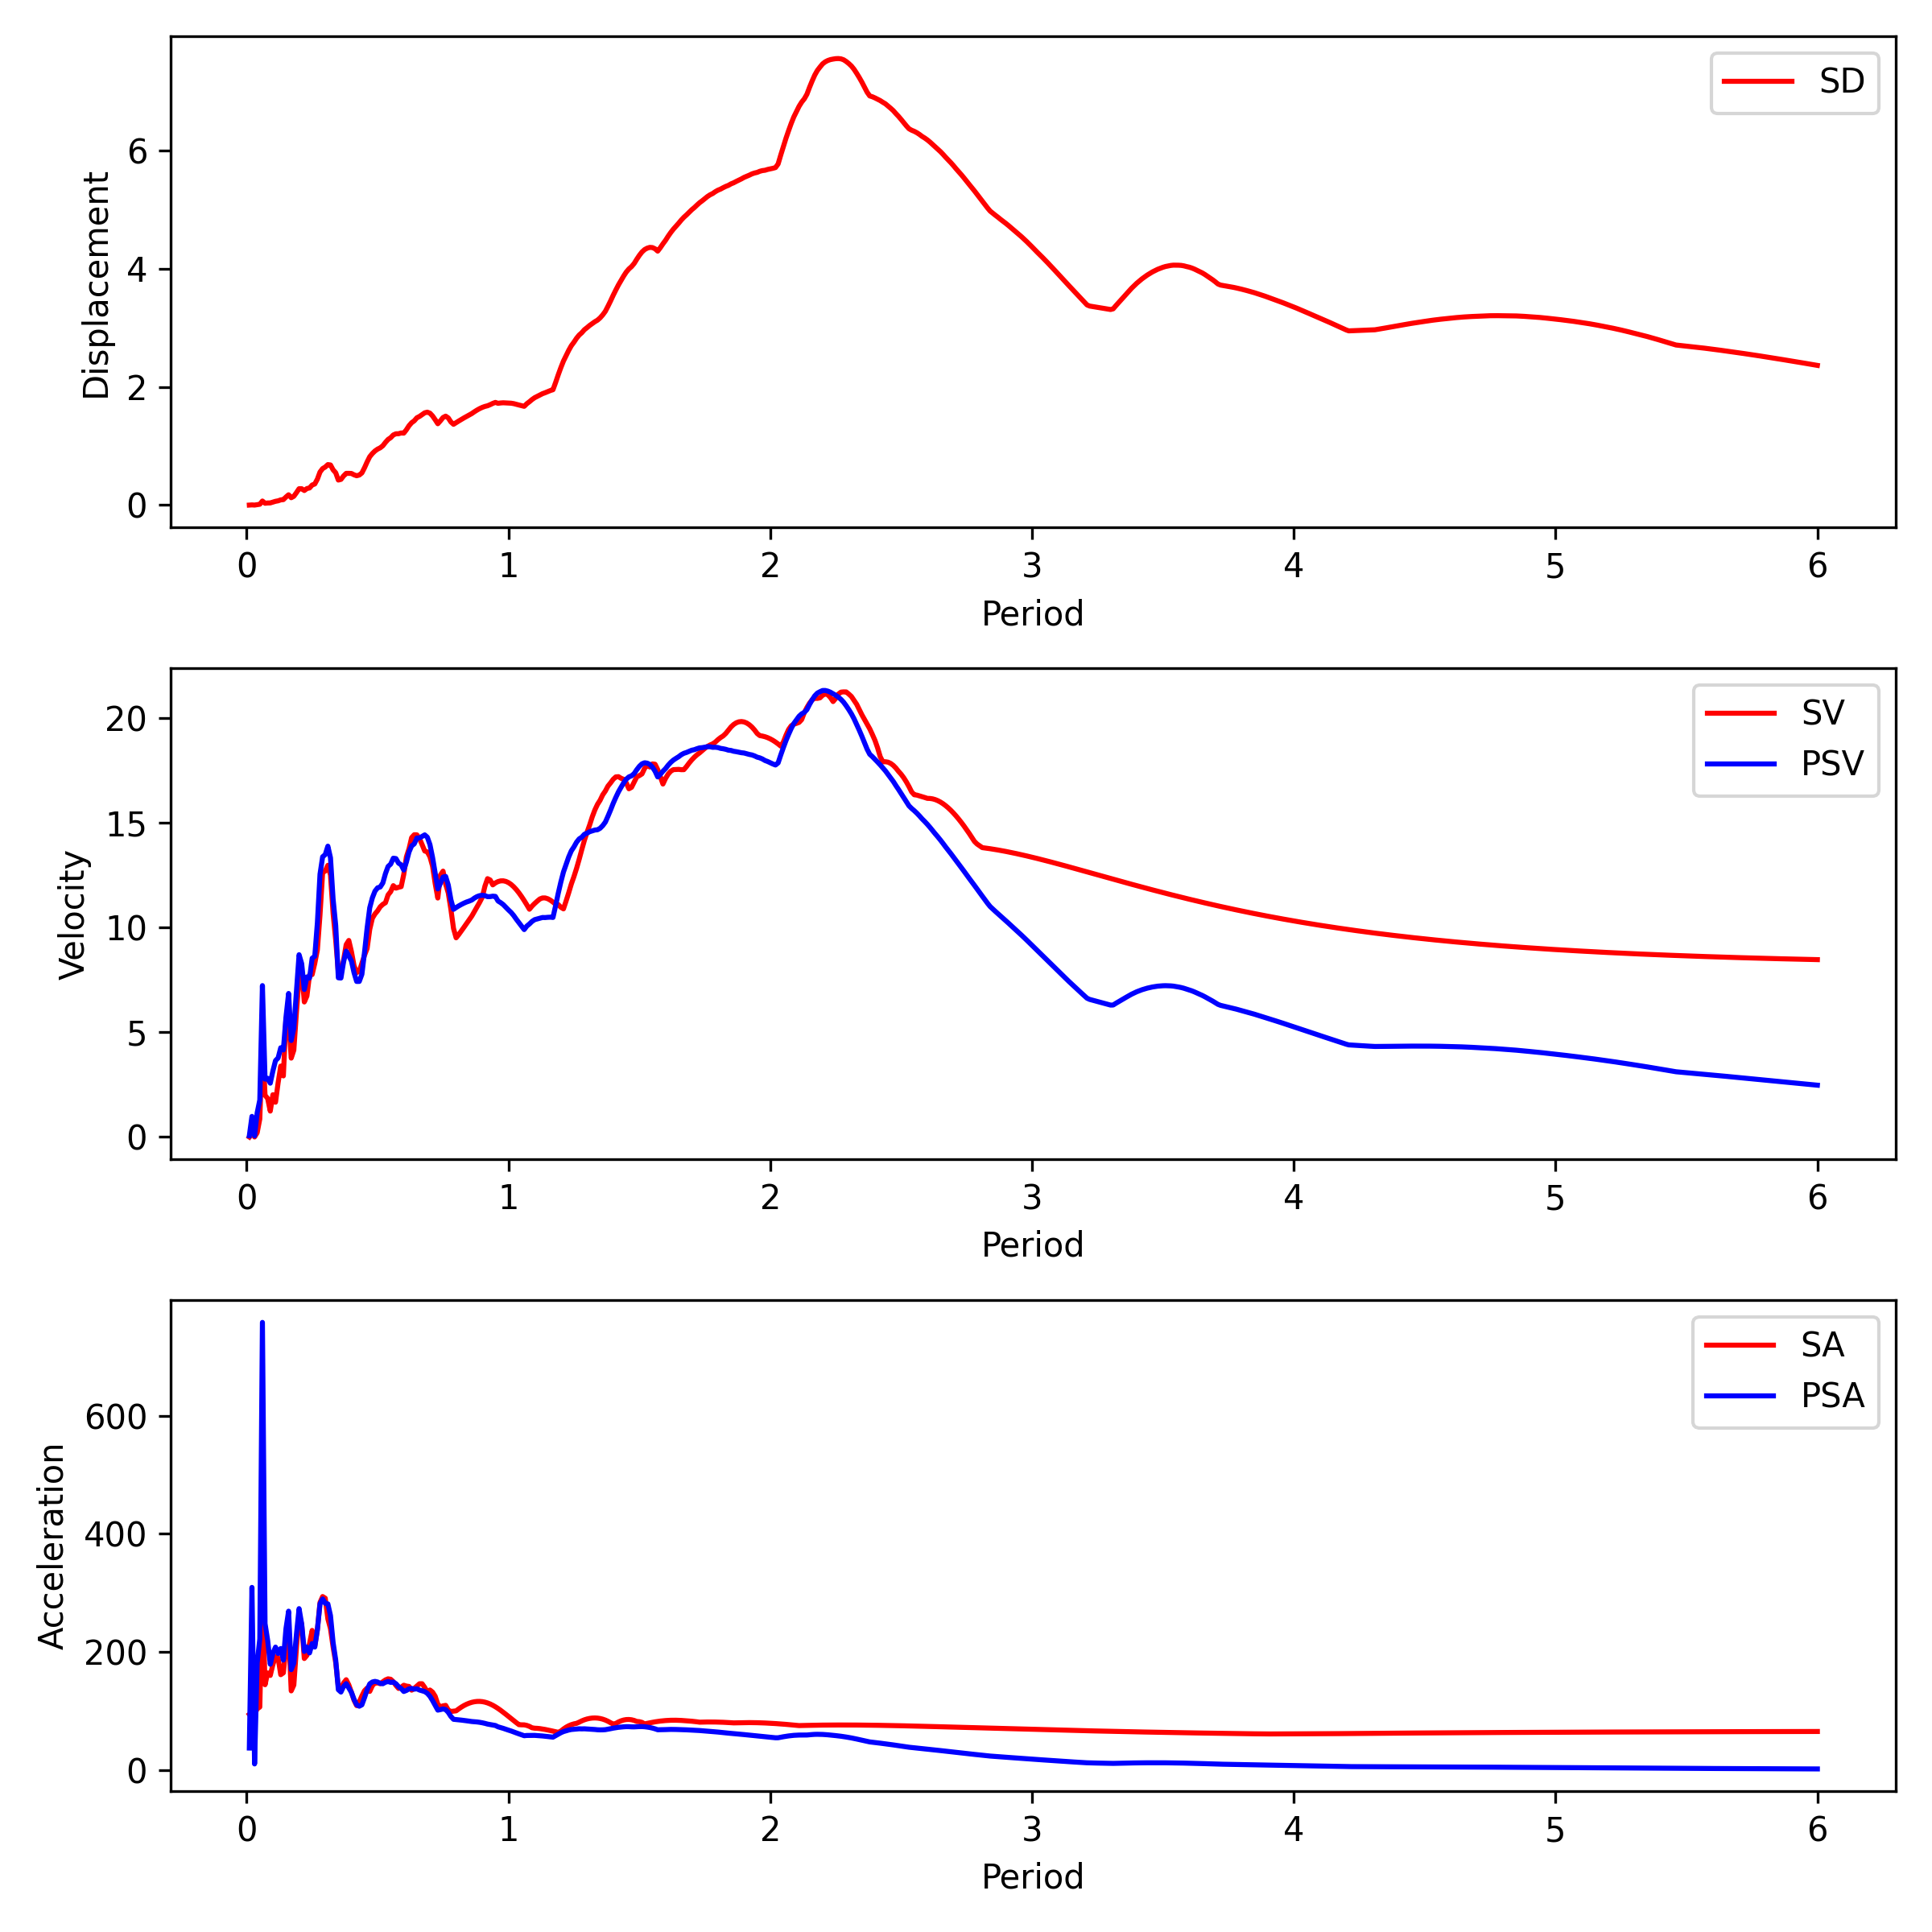 SD
Displacement
6
4
2
0
0 1 2 3 4 5 6
Period
SV
PSV
Velocity
20
15
10
5
0
0 1 2 3 4 5 6
Period
SA
PSA
Acceleration
600
400
200
0
0 1 2 3 4 5 6
Period